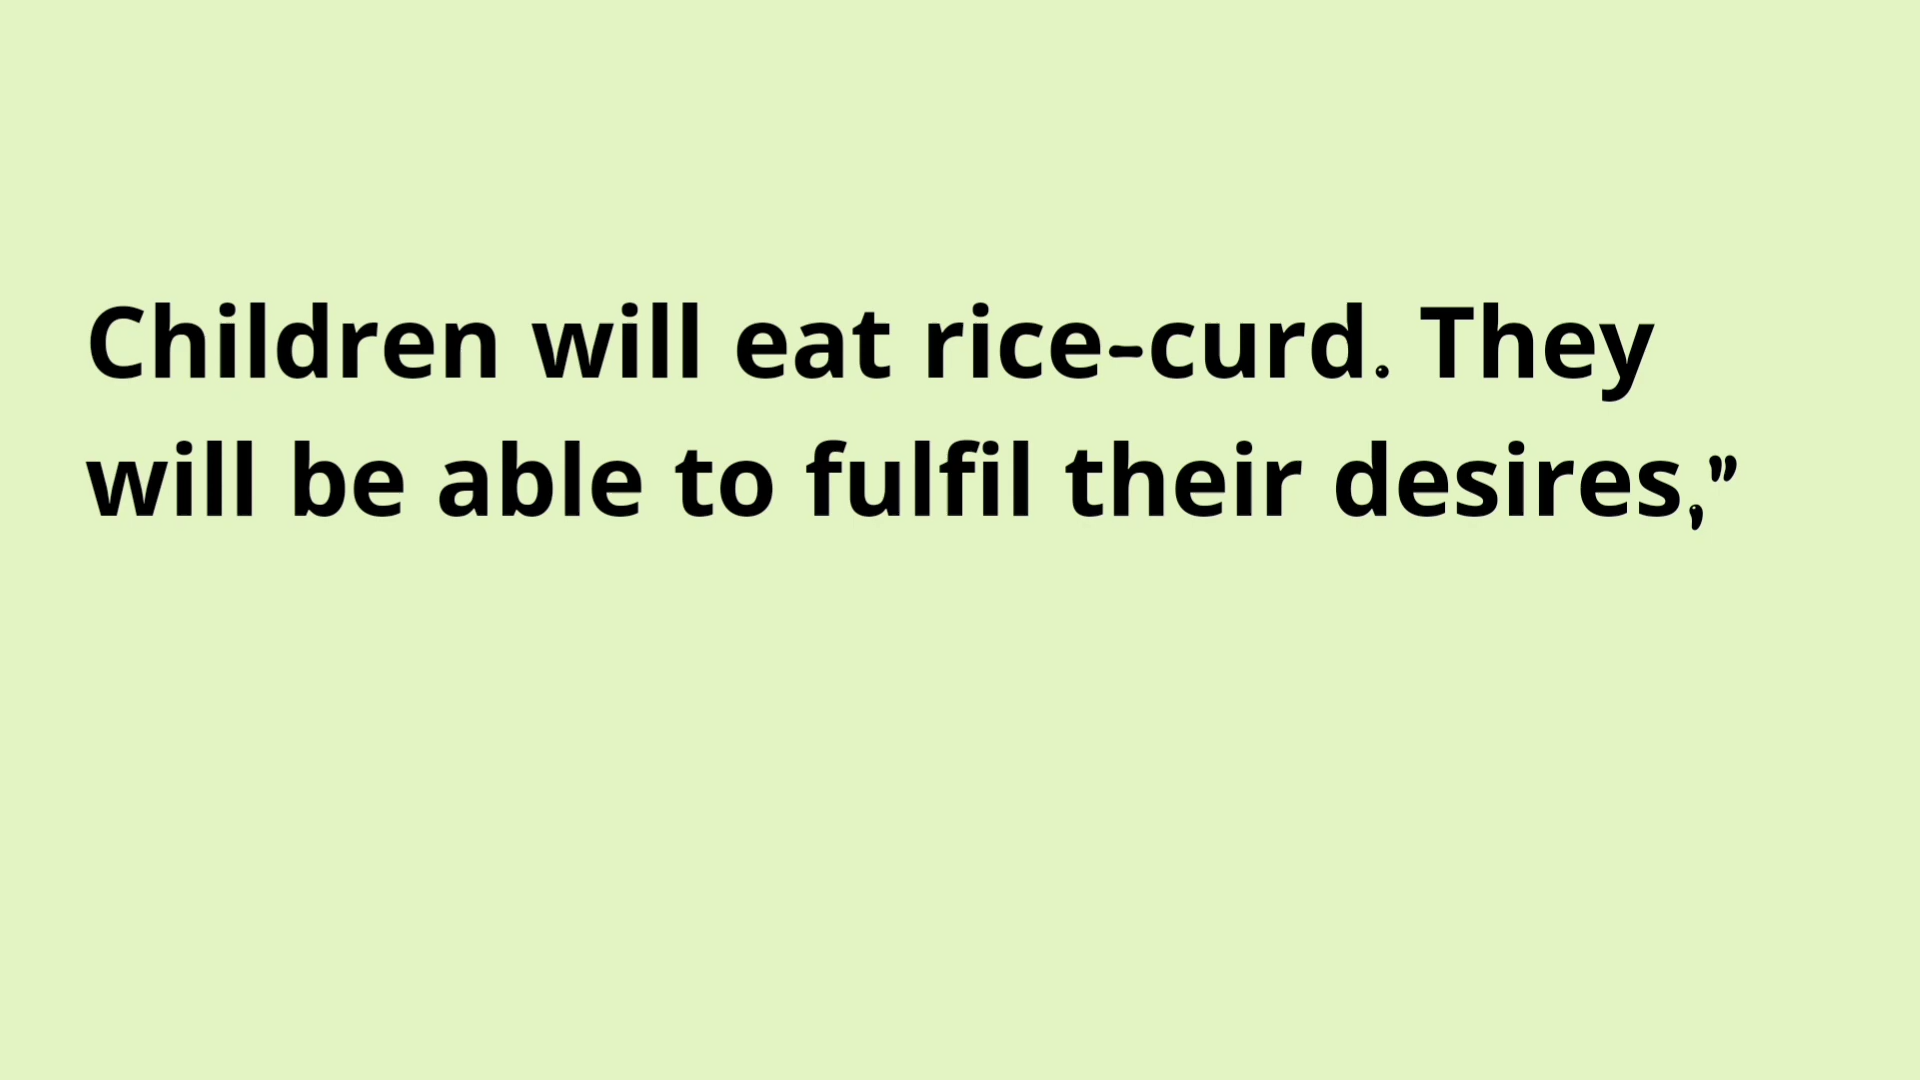 Children will eat rice-curd. They
will be able to fulfil their desires,”